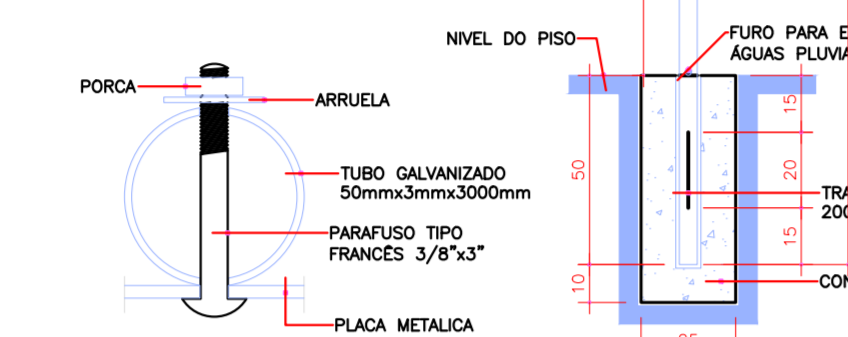 PORCA
ARRUELA
TUBO GALVANIZADO
50mmx3mmx3000mm
PARAFUSO TIPO
FRANCÊS 3/8"x3"
PLACA METALICA
NIVEL DO PISO
FURO PARA
ÁGUAS
50
10
15
20
15